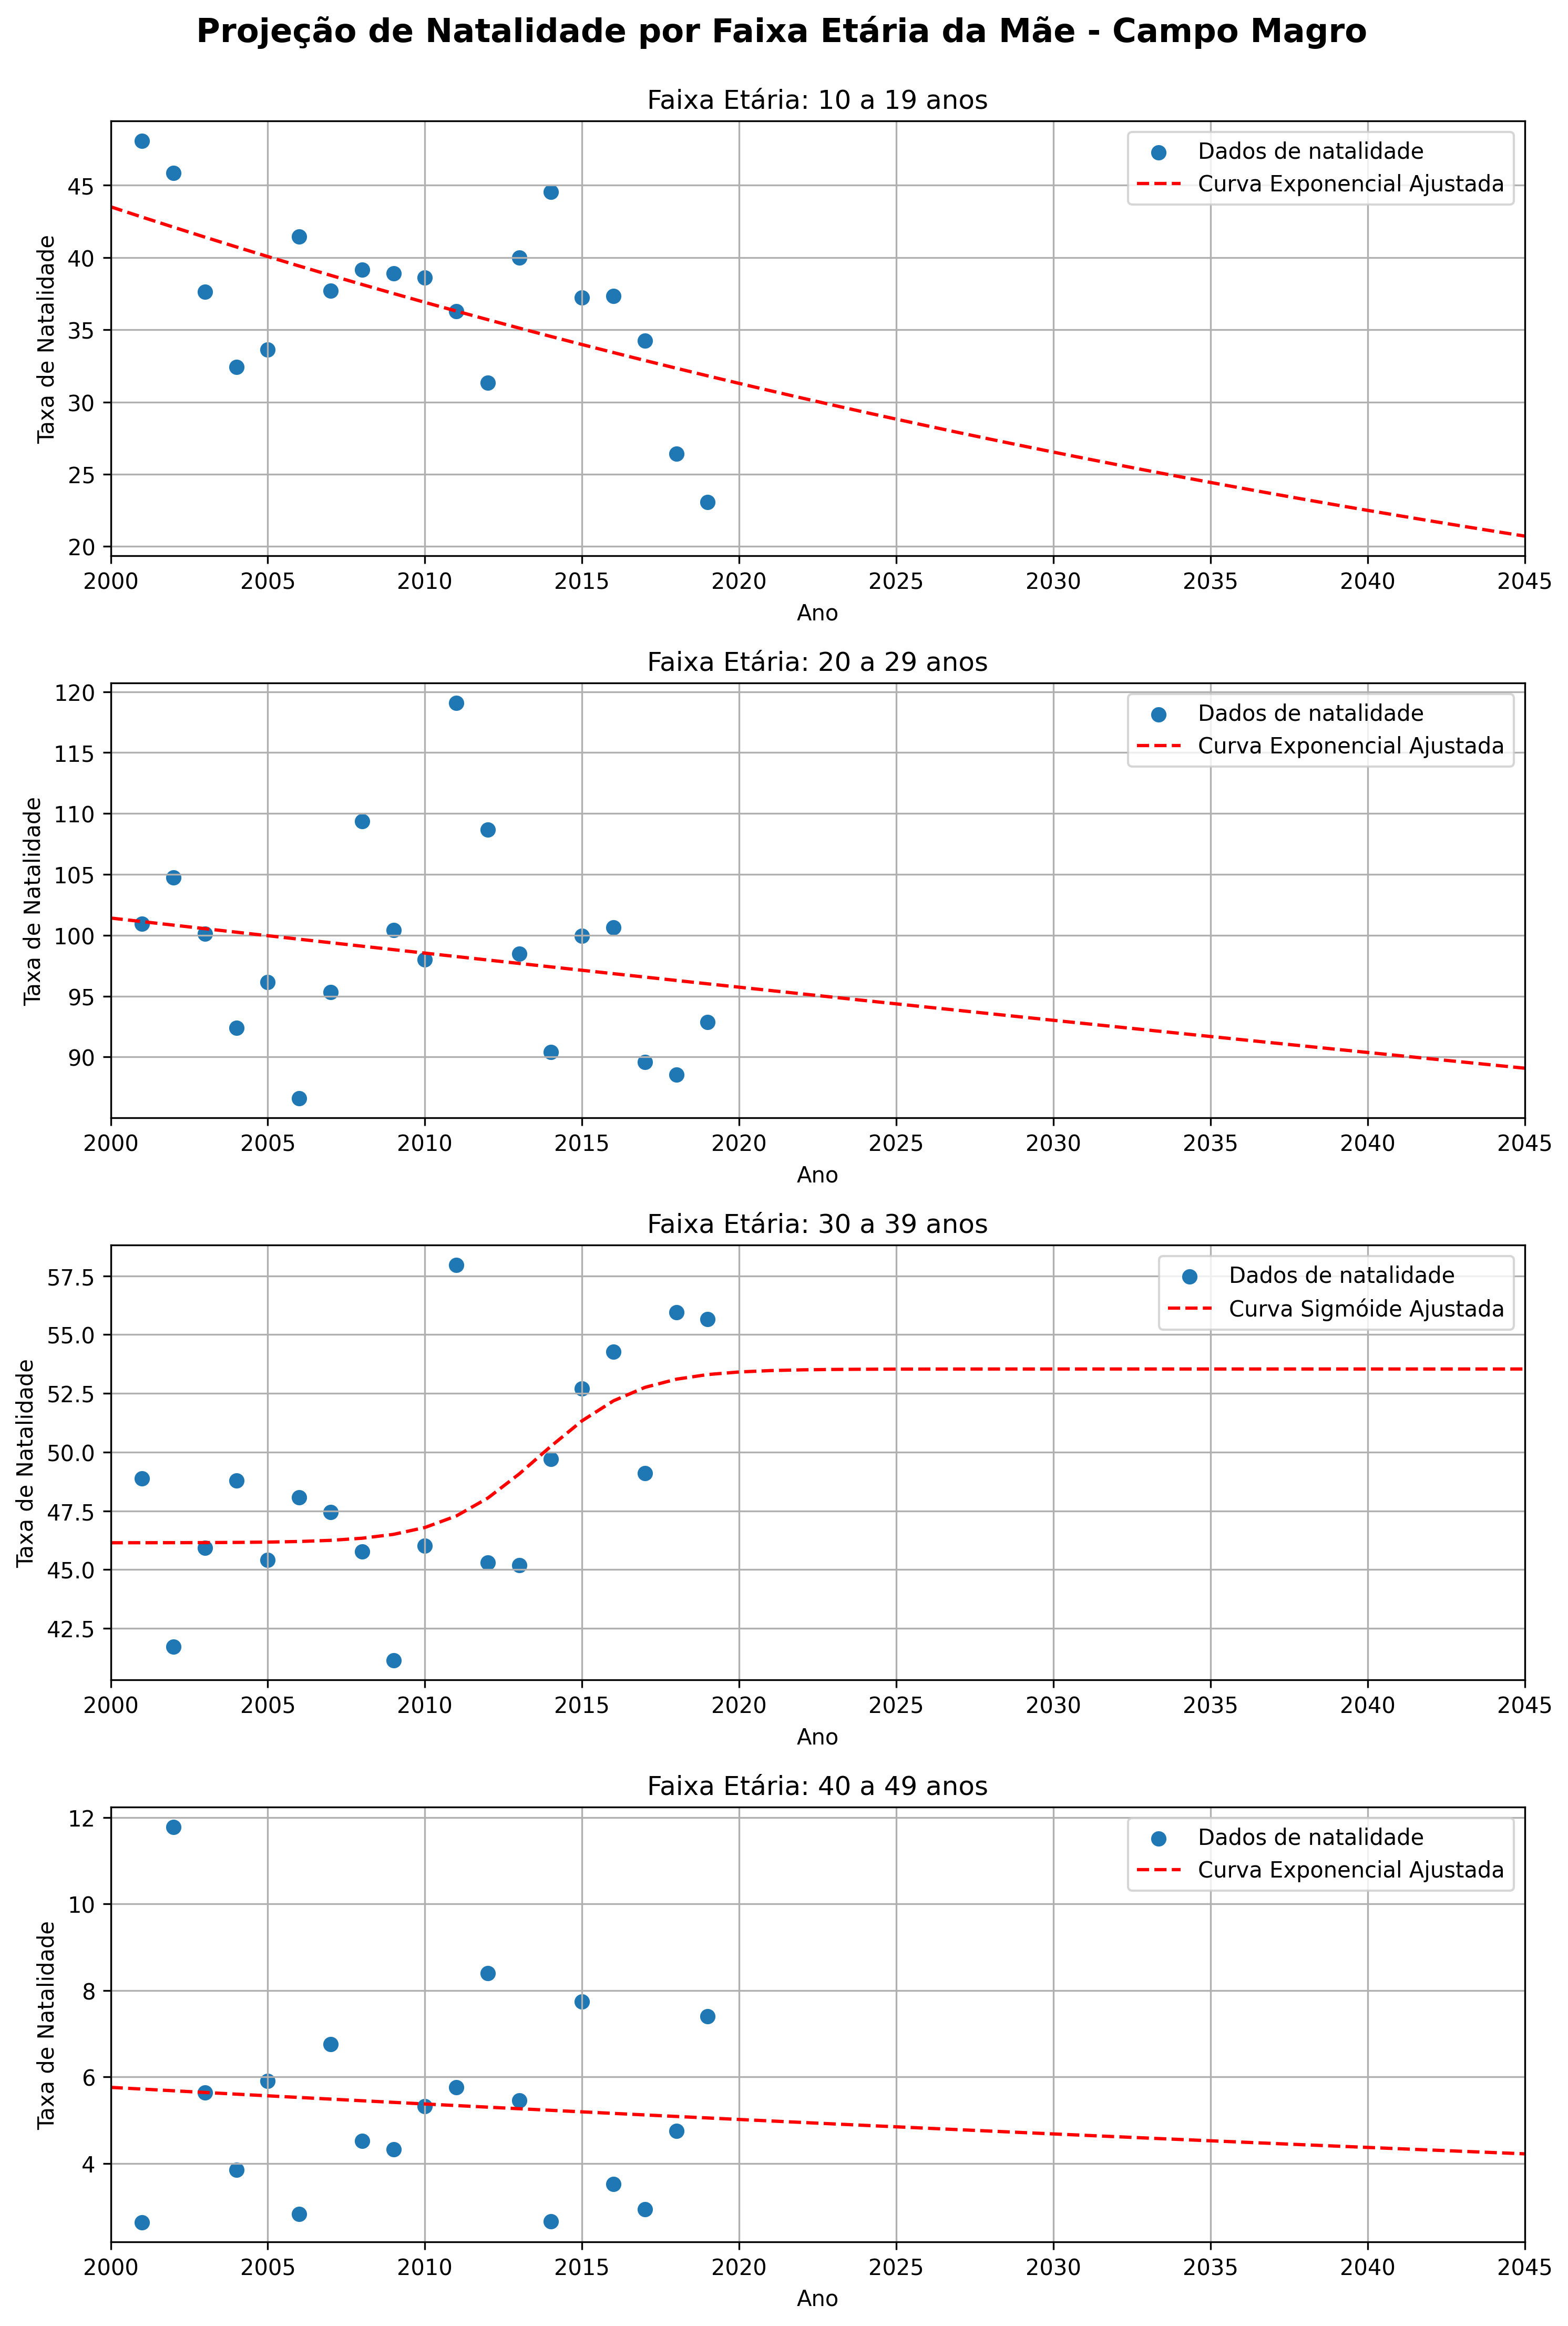 Projeção de Natalidade por Faixa Etária da Mãe - Campo Magro
Faixa Etária: 10 a 19 anos
Dados de natalidade
Curva Exponencial Ajustada
Taxa de Natalidade
45
40
35
30
25
20
2000 2005 2010 2015 2020 2025 2030 2035 2040 2045
Ano
Faixa Etária: 20 a 29 anos
Dados de natalidade
Curva Exponencial Ajustada
Taxa de Natalidade
120
115
110
105
100
95
90
2000 2005 2010 2015 2020 2025 2030 2035 2040 2045
Ano
Faixa Etária: 30 a 39 anos
Dados de natalidade
Curva Sigmóide Ajustada
Taxa de Natalidade
57.5
55.0
52.5
50.0
47.5
45.0
42.5
2000 2005 2010 2015 2020 2025 2030 2035 2040 2045
Ano
Faixa Etária: 40 a 49 anos
Dados de natalidade
Curva Exponencial Ajustada
Taxa de Natalidade
12
10
8
6
4
2000 2005 2010 2015 2020 2025 2030 2035 2040 2045
Ano